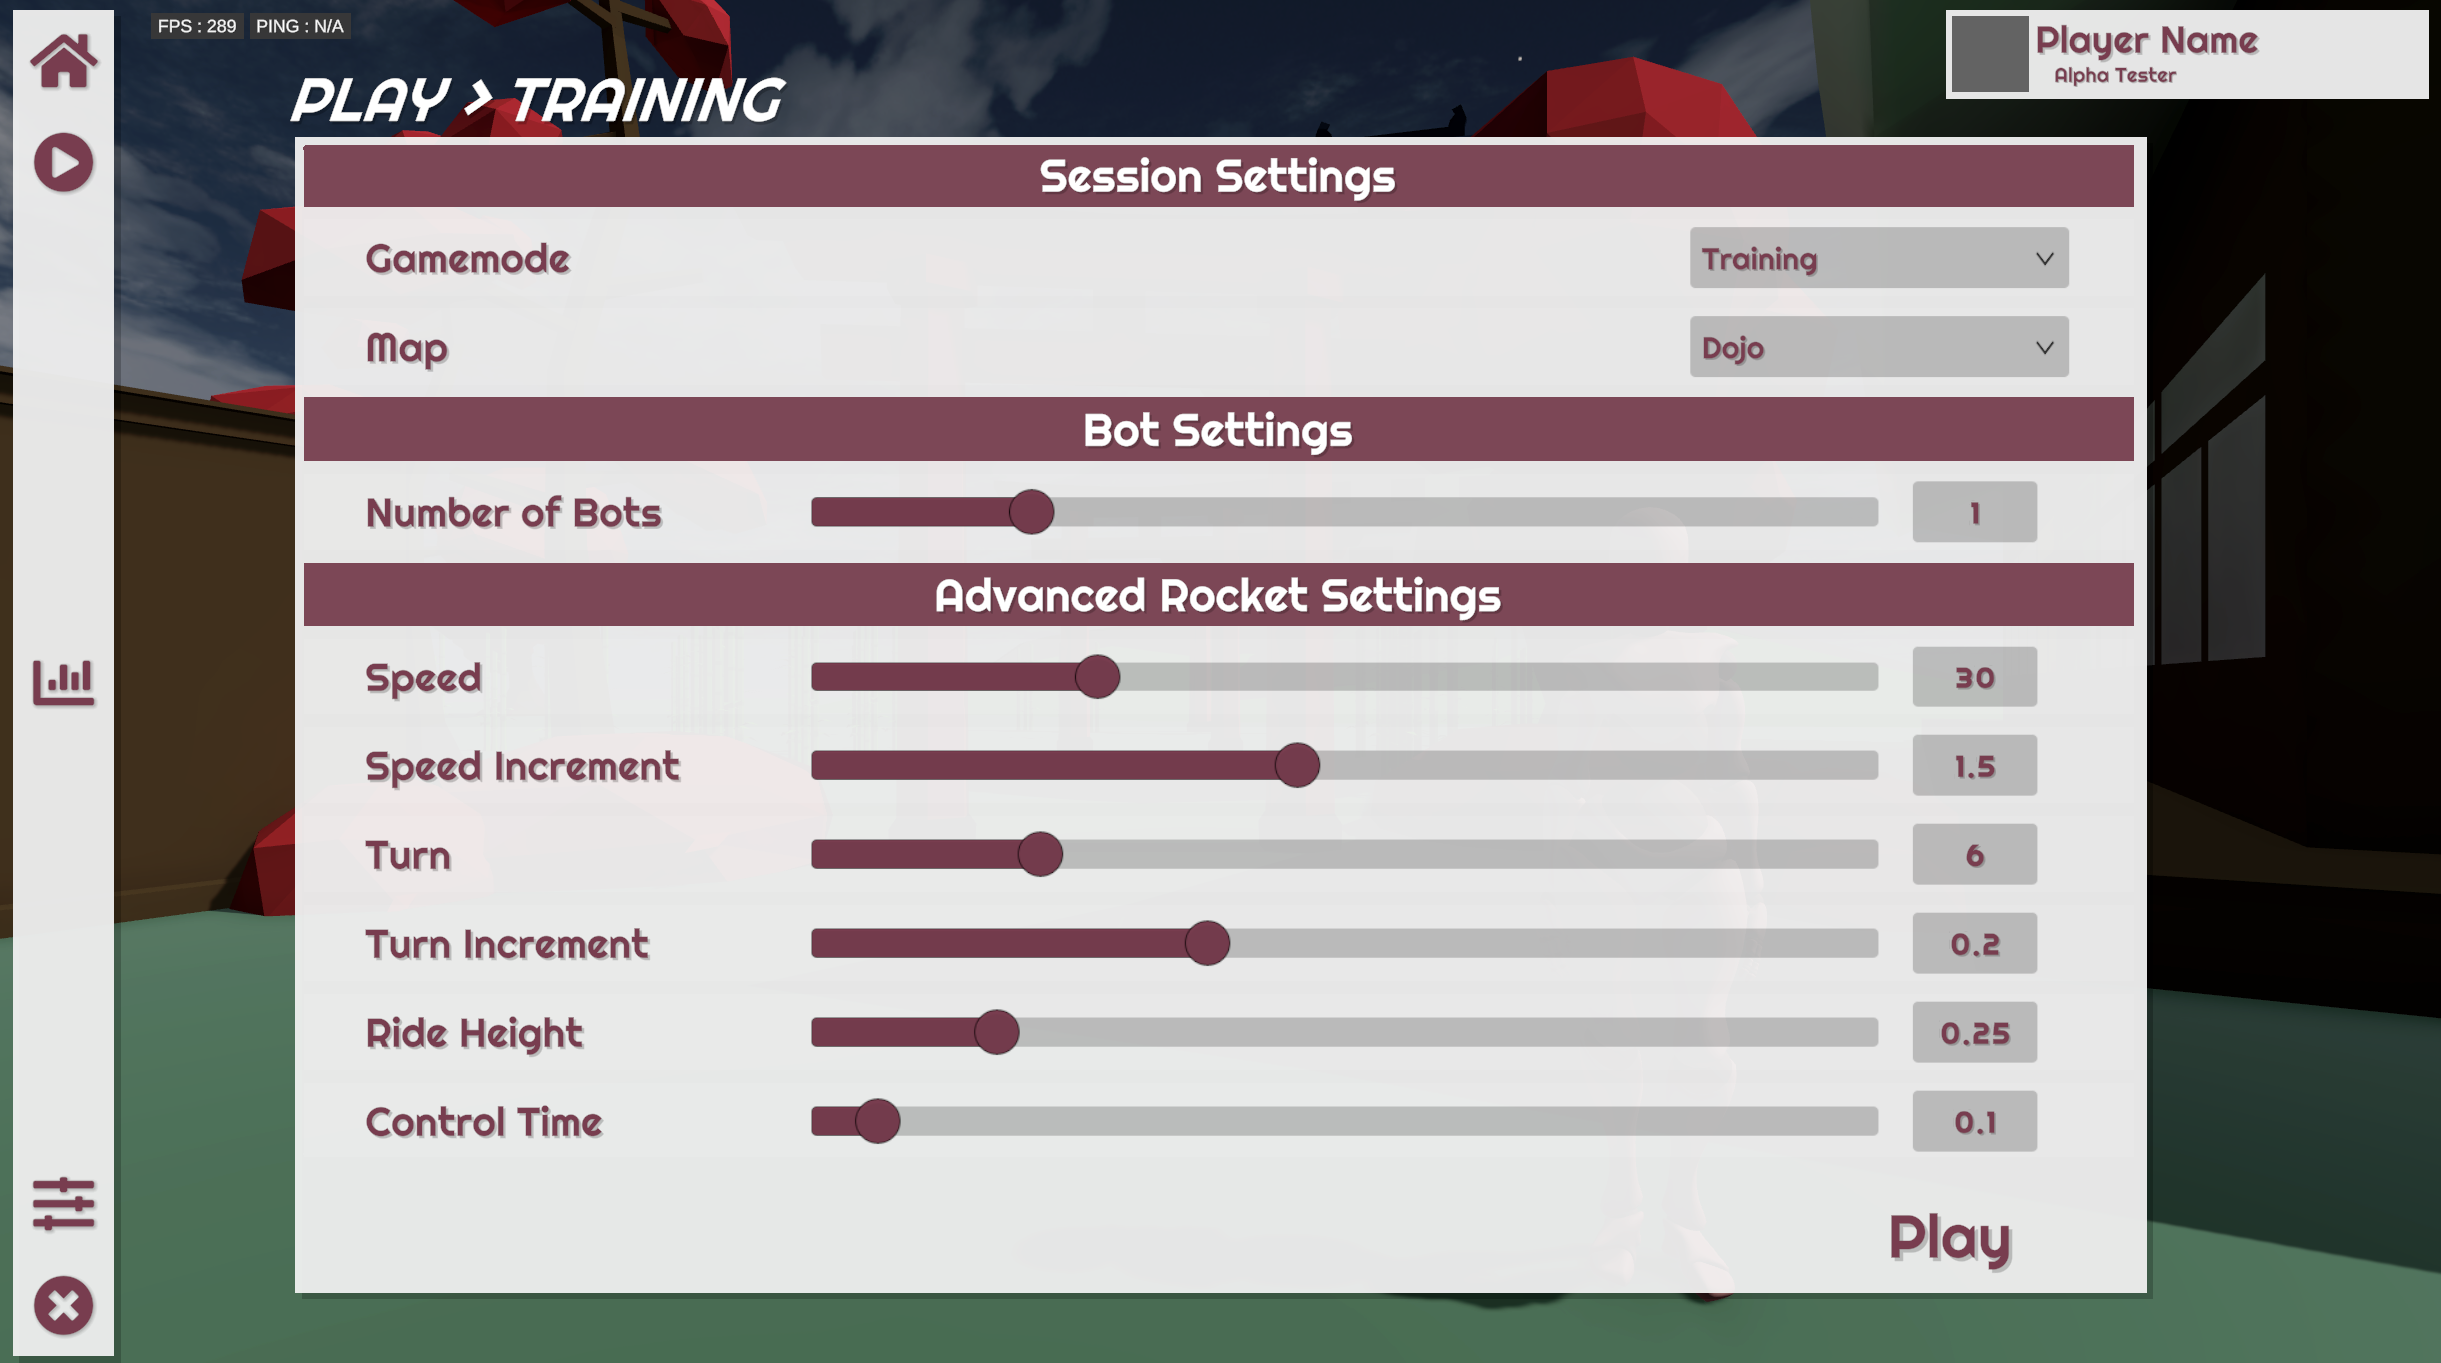 FPS : 289 PING : N/A
Player Name
Alpha Tester
PLAY > TRAINING
Session Settings
Gamemode Training
Map Dojo
Bot Settings
Number of Bots 1
Advanced Rocket Settings
Speed 30
Speed Increment 1.5
Turn 6
Turn Increment 0.2
Ride Height 0.25
Control Time 0.1
Play